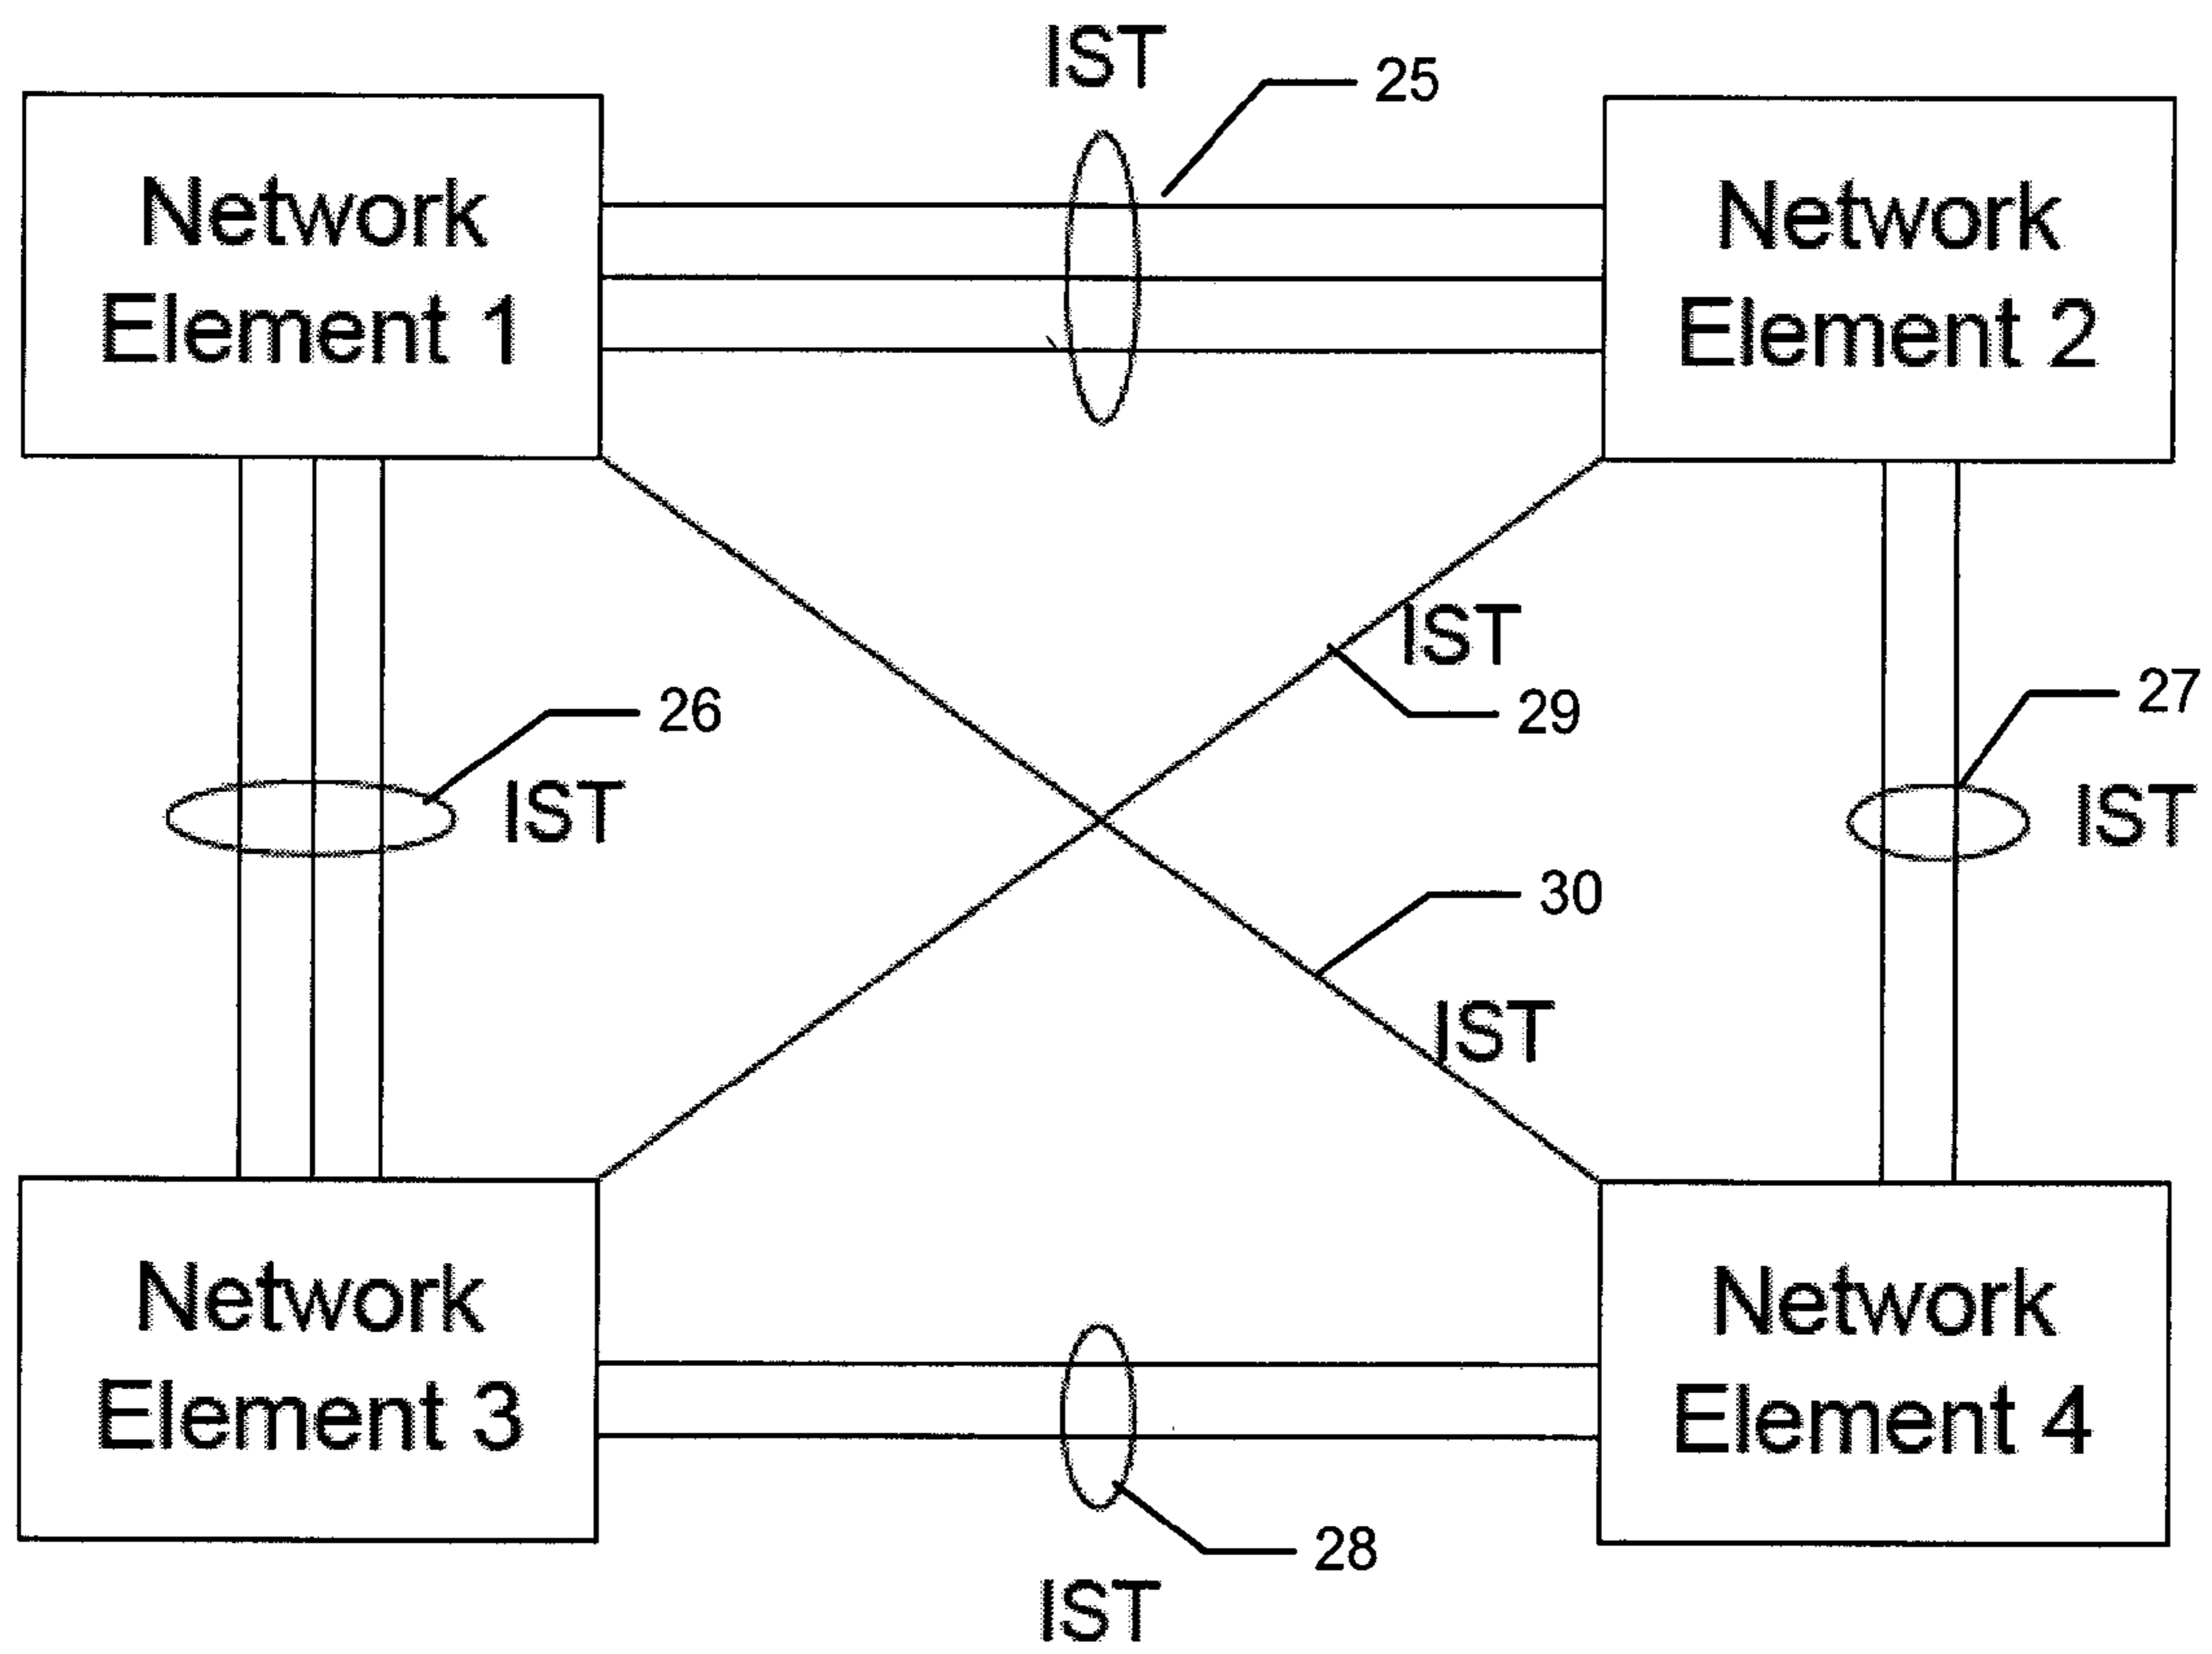 IST
25
Network
Element 1
Network
Element 2
IST
29
26
IST
27
IST
30
IST
Network
Element 3
Network
Element 4
28
IST